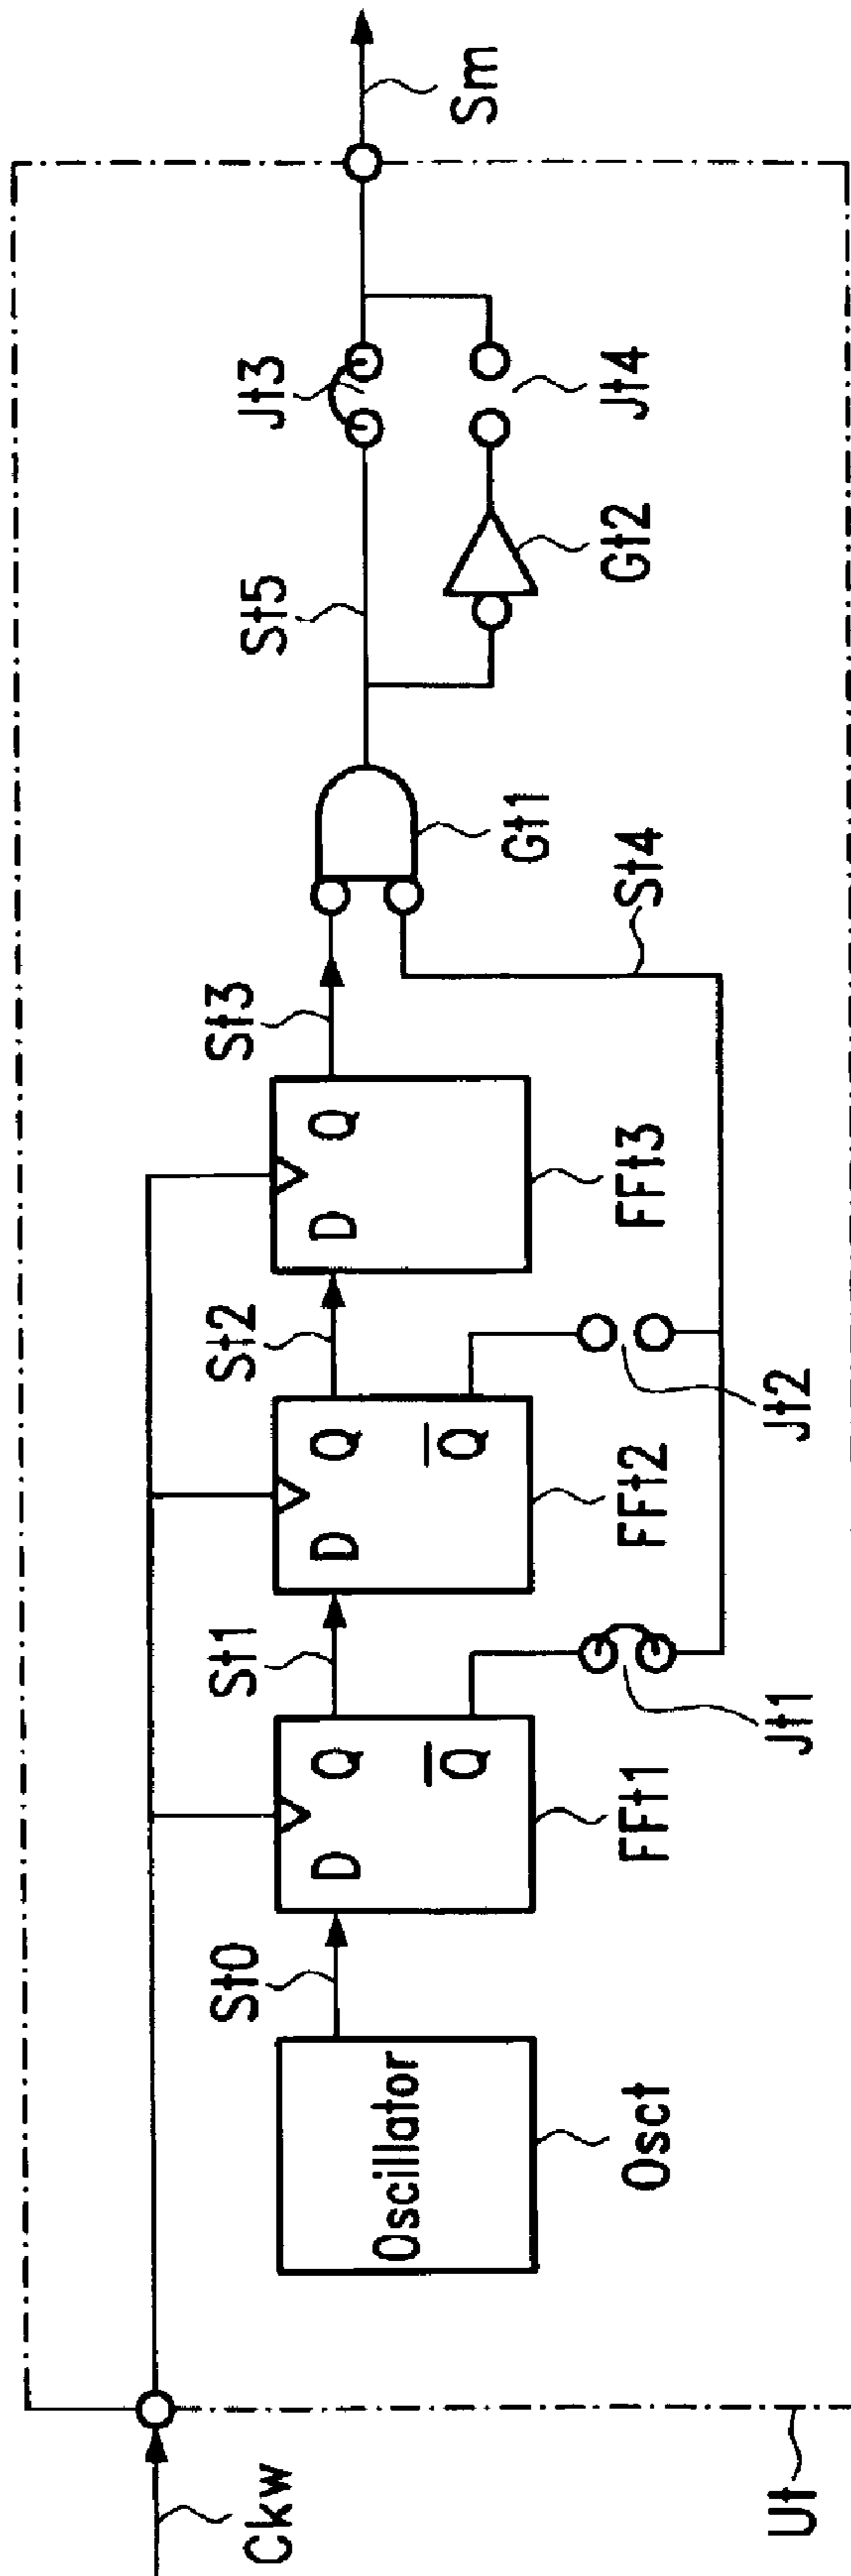 Ckw
Ut
Oscillator
Osct
St0
D
Q
Q
FFt1
Jt1
St1
D
Q
Q
FFt2
Jt2
St2
D
Q
FFt3
St3
St4
Gt1
St5
Gt2
Jt3
Jt4
Sm